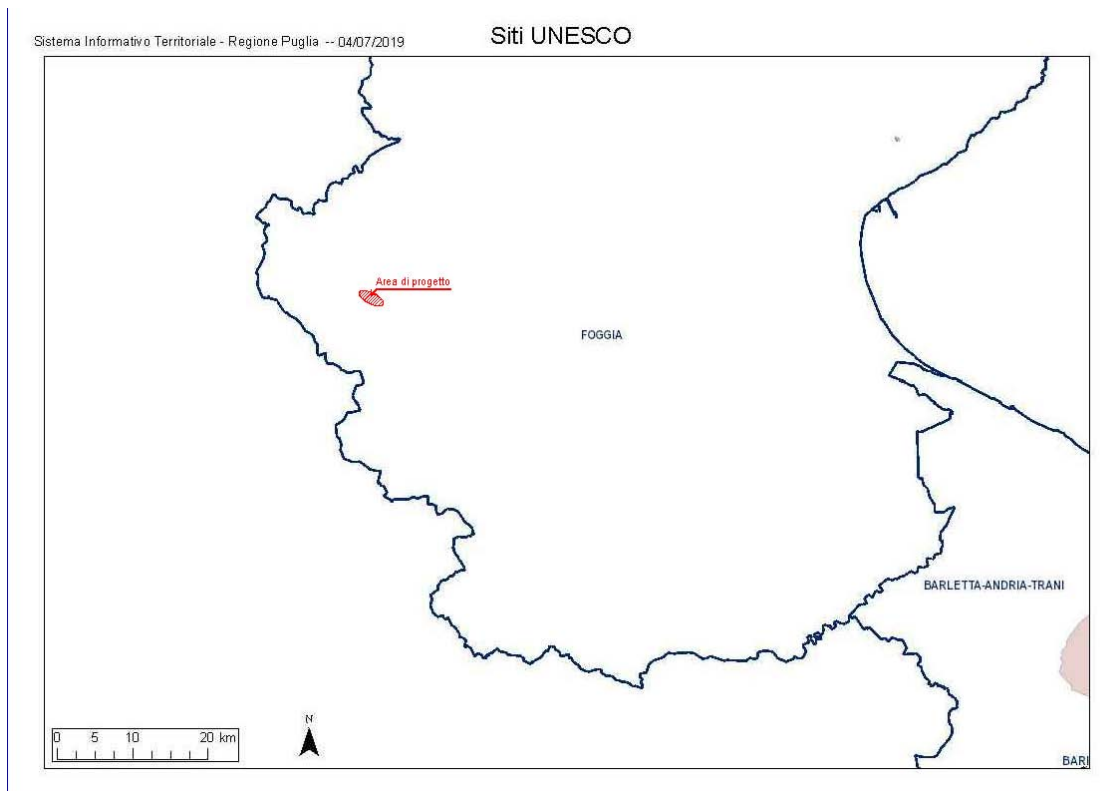 Sistema Informativo Territoriale - Regione Puglia -- 04/07/2019
Siti UNESCO
Area di progetto
FOGGIA
BARLETTA-ANDRIA-TRANI
N
0 5 10 20 km
BARI